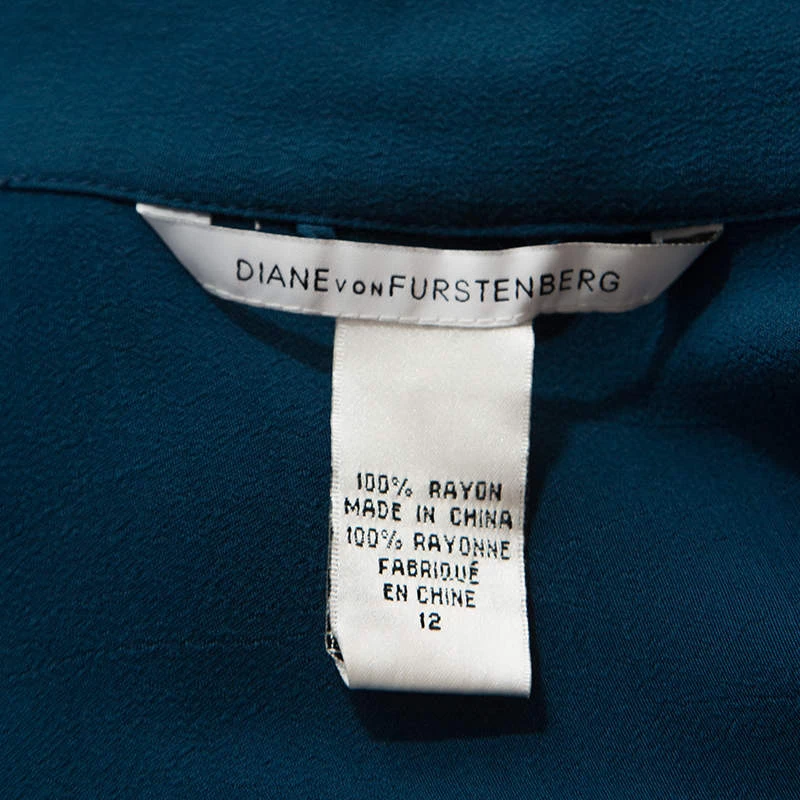 DIANE VON FURSTENBERG
100% RAYON
MADE IN CHINA
100% RAYONNE
FABRIQUÉ
EN CHINE
12